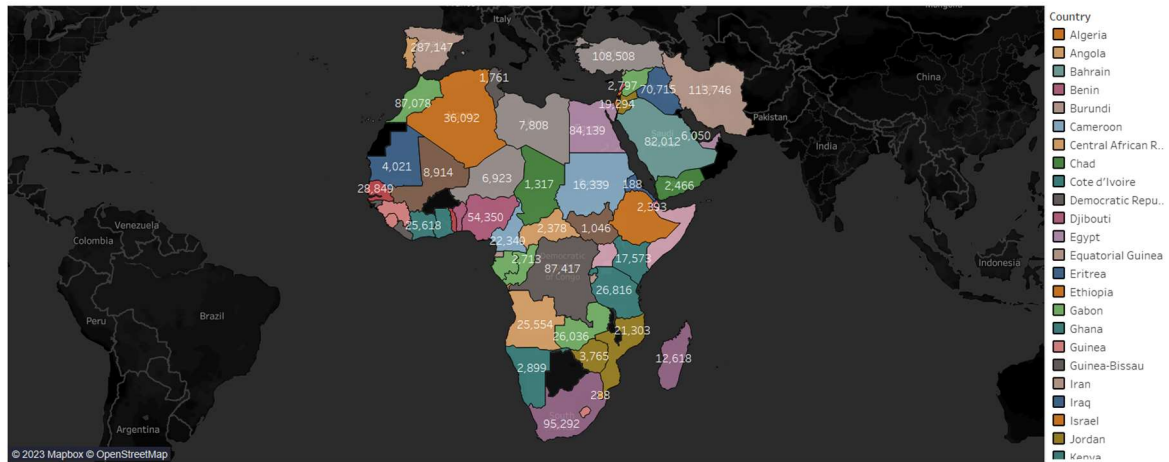 Italy
287,147
108,508
China
1,761
2,797
70,715
113,746
87,078
19,294
Pakistan
36,092
7,808
84,139
6,050
82,012
India
4,021
8,914
6,923
1,317
16,339
188
2,466
28,849
2,393
Venezuela
25,618
54,350
2,378
1,046
Colombia
22,349
2,713
17,573
87,417
Indonesia
26,816
Peru
Brazil
25,554
26,036
21,303
3,765
12,618
2,899
238
95,292
Argentina
© 2023 Mapbox © OpenStreetMap
Country
Algeria
Angola
Bahrain
Benin
Burundi
Cameroon
Central African R..
Chad
Cote d'Ivoire
Democratic Repu..
Djibouti
Egypt
Equatorial Guinea
Eritrea
Ethiopia
Gabon
Ghana
Guinea
Guinea-Bissau
Iran
Iraq
Israel
Jordan
Kenya